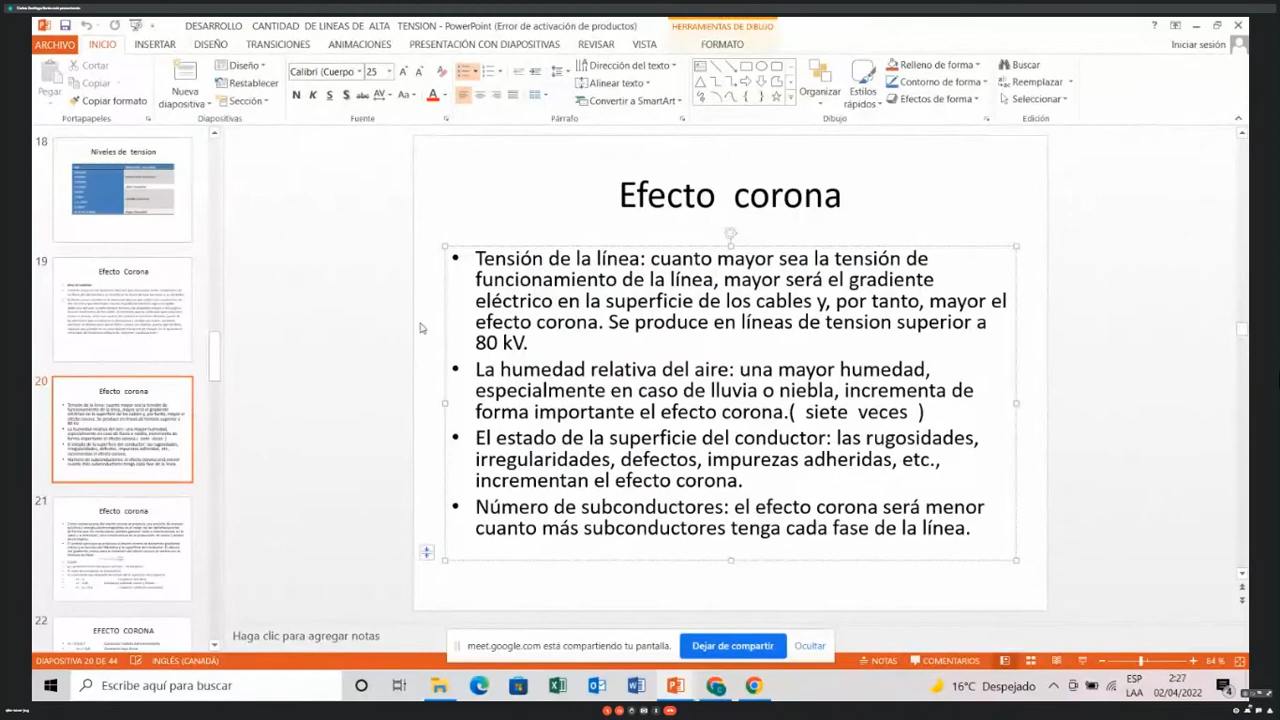 DESARROLLO CANTIDAD DE LINEAS DE ALTA TENSION - PowerPoint (Error de activación de productos)
HERRAMIENTAS DE DIBUJO
ARCHIVO INICIO INSERTAR DISEÑO TRANSICIONES ANIMACIONES PRESENTACIÓN CON DIAPOSITIVAS REVISAR VISTA FORMATO Iniciar sesión
Pegar
Cortar
Copiar
Copiar formato
Portapapeles
Nueva
diapositiva
Diseño
Restablecer
Sección
Diapositivas
Calibri (Cuerpo 25
Fuente
Dirección del texto
Alinear texto
Convertir a SmartArt
Párrafo
Organizar
Estilos
rápidos
Relleno de forma
Contorno de forma
Efectos de forma
Dibujo
Buscar
Reemplazar
Seleccionar
Edición
18
Niveles de tension
19
Efecto Corona
20
Efecto corona
21
Efecto corona
22
EFECTO CORONA
Efecto corona
• Tensión de la línea: cuanto mayor sea la tensión de
funcionamiento de la línea, mayor será el gradiente
eléctrico en la superficie de los cables y, por tanto, mayor el
efecto corona. Se produce en líneas de tension superior a
80 kV.
• La humedad relativa del aire: una mayor humedad,
especialmente en caso de lluvia o niebla, incrementa de
forma importante el efecto corona.( siete veces )
• El estado de la superficie del conductor: las rugosidades,
irregularidades, defectos, impurezas adheridas, etc.,
incrementan el efecto corona.
• Número de subconductores: el efecto corona será menor
cuanto más subconductores tenga cada fase de la línea.
Haga clic para agregar notas
meet.google.com está compartiendo tu pantalla. Dejar de compartir Ocultar
DIAPOSITIVA 20 DE 44 INGLÉS (CANADÁ) NOTAS COMENTARIOS 84 %
Escribe aquí para buscar
16°C Despejado
ESP
LAA
2:27
02/04/2022
4